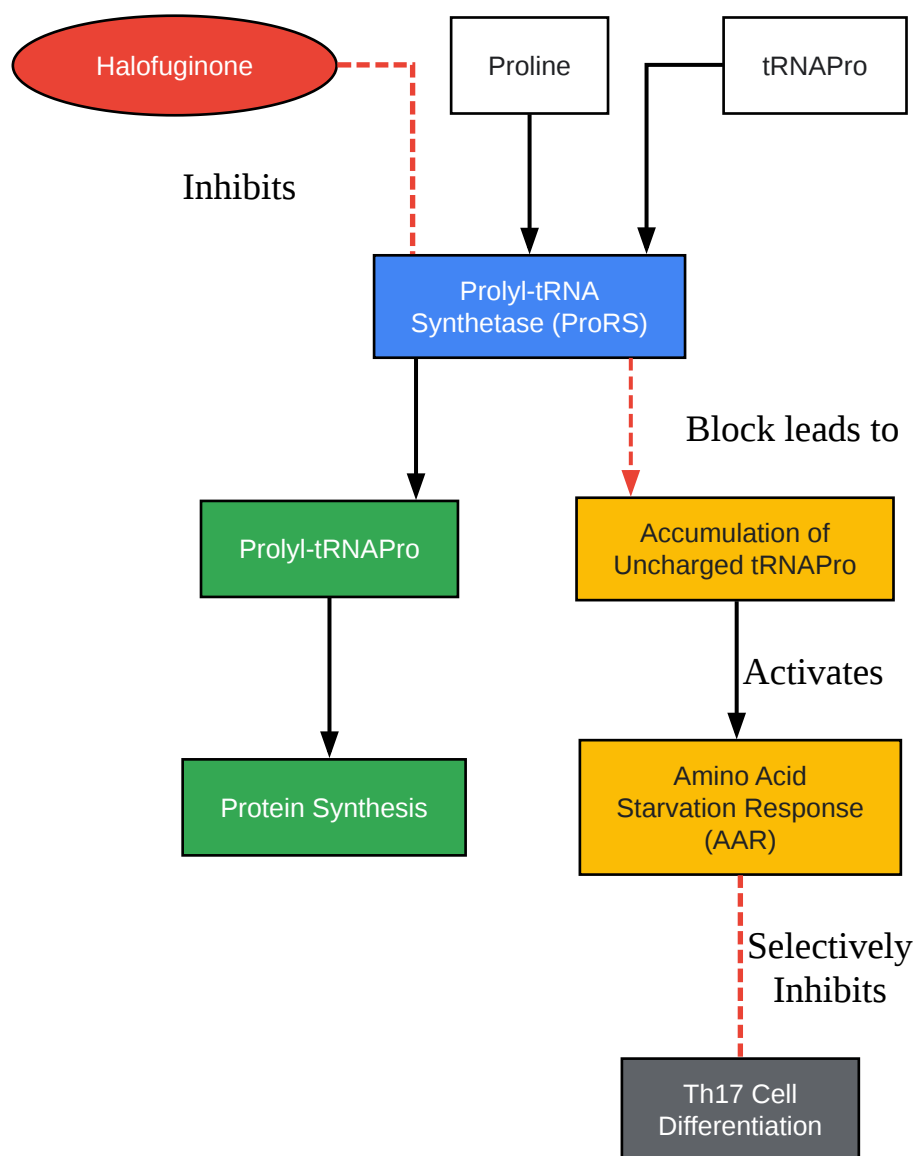 Halofuginone
Proline
tRNAPro
Inhibits
Prolyl-tRNA
Synthetase (ProRS)
Block leads to
Prolyl-tRNAPro
Accumulation of
Uncharged tRNAPro
Activates
Protein Synthesis
Amino Acid
Starvation Response
(AAR)
Selectively
Inhibits
Th17 Cell
Differentiation